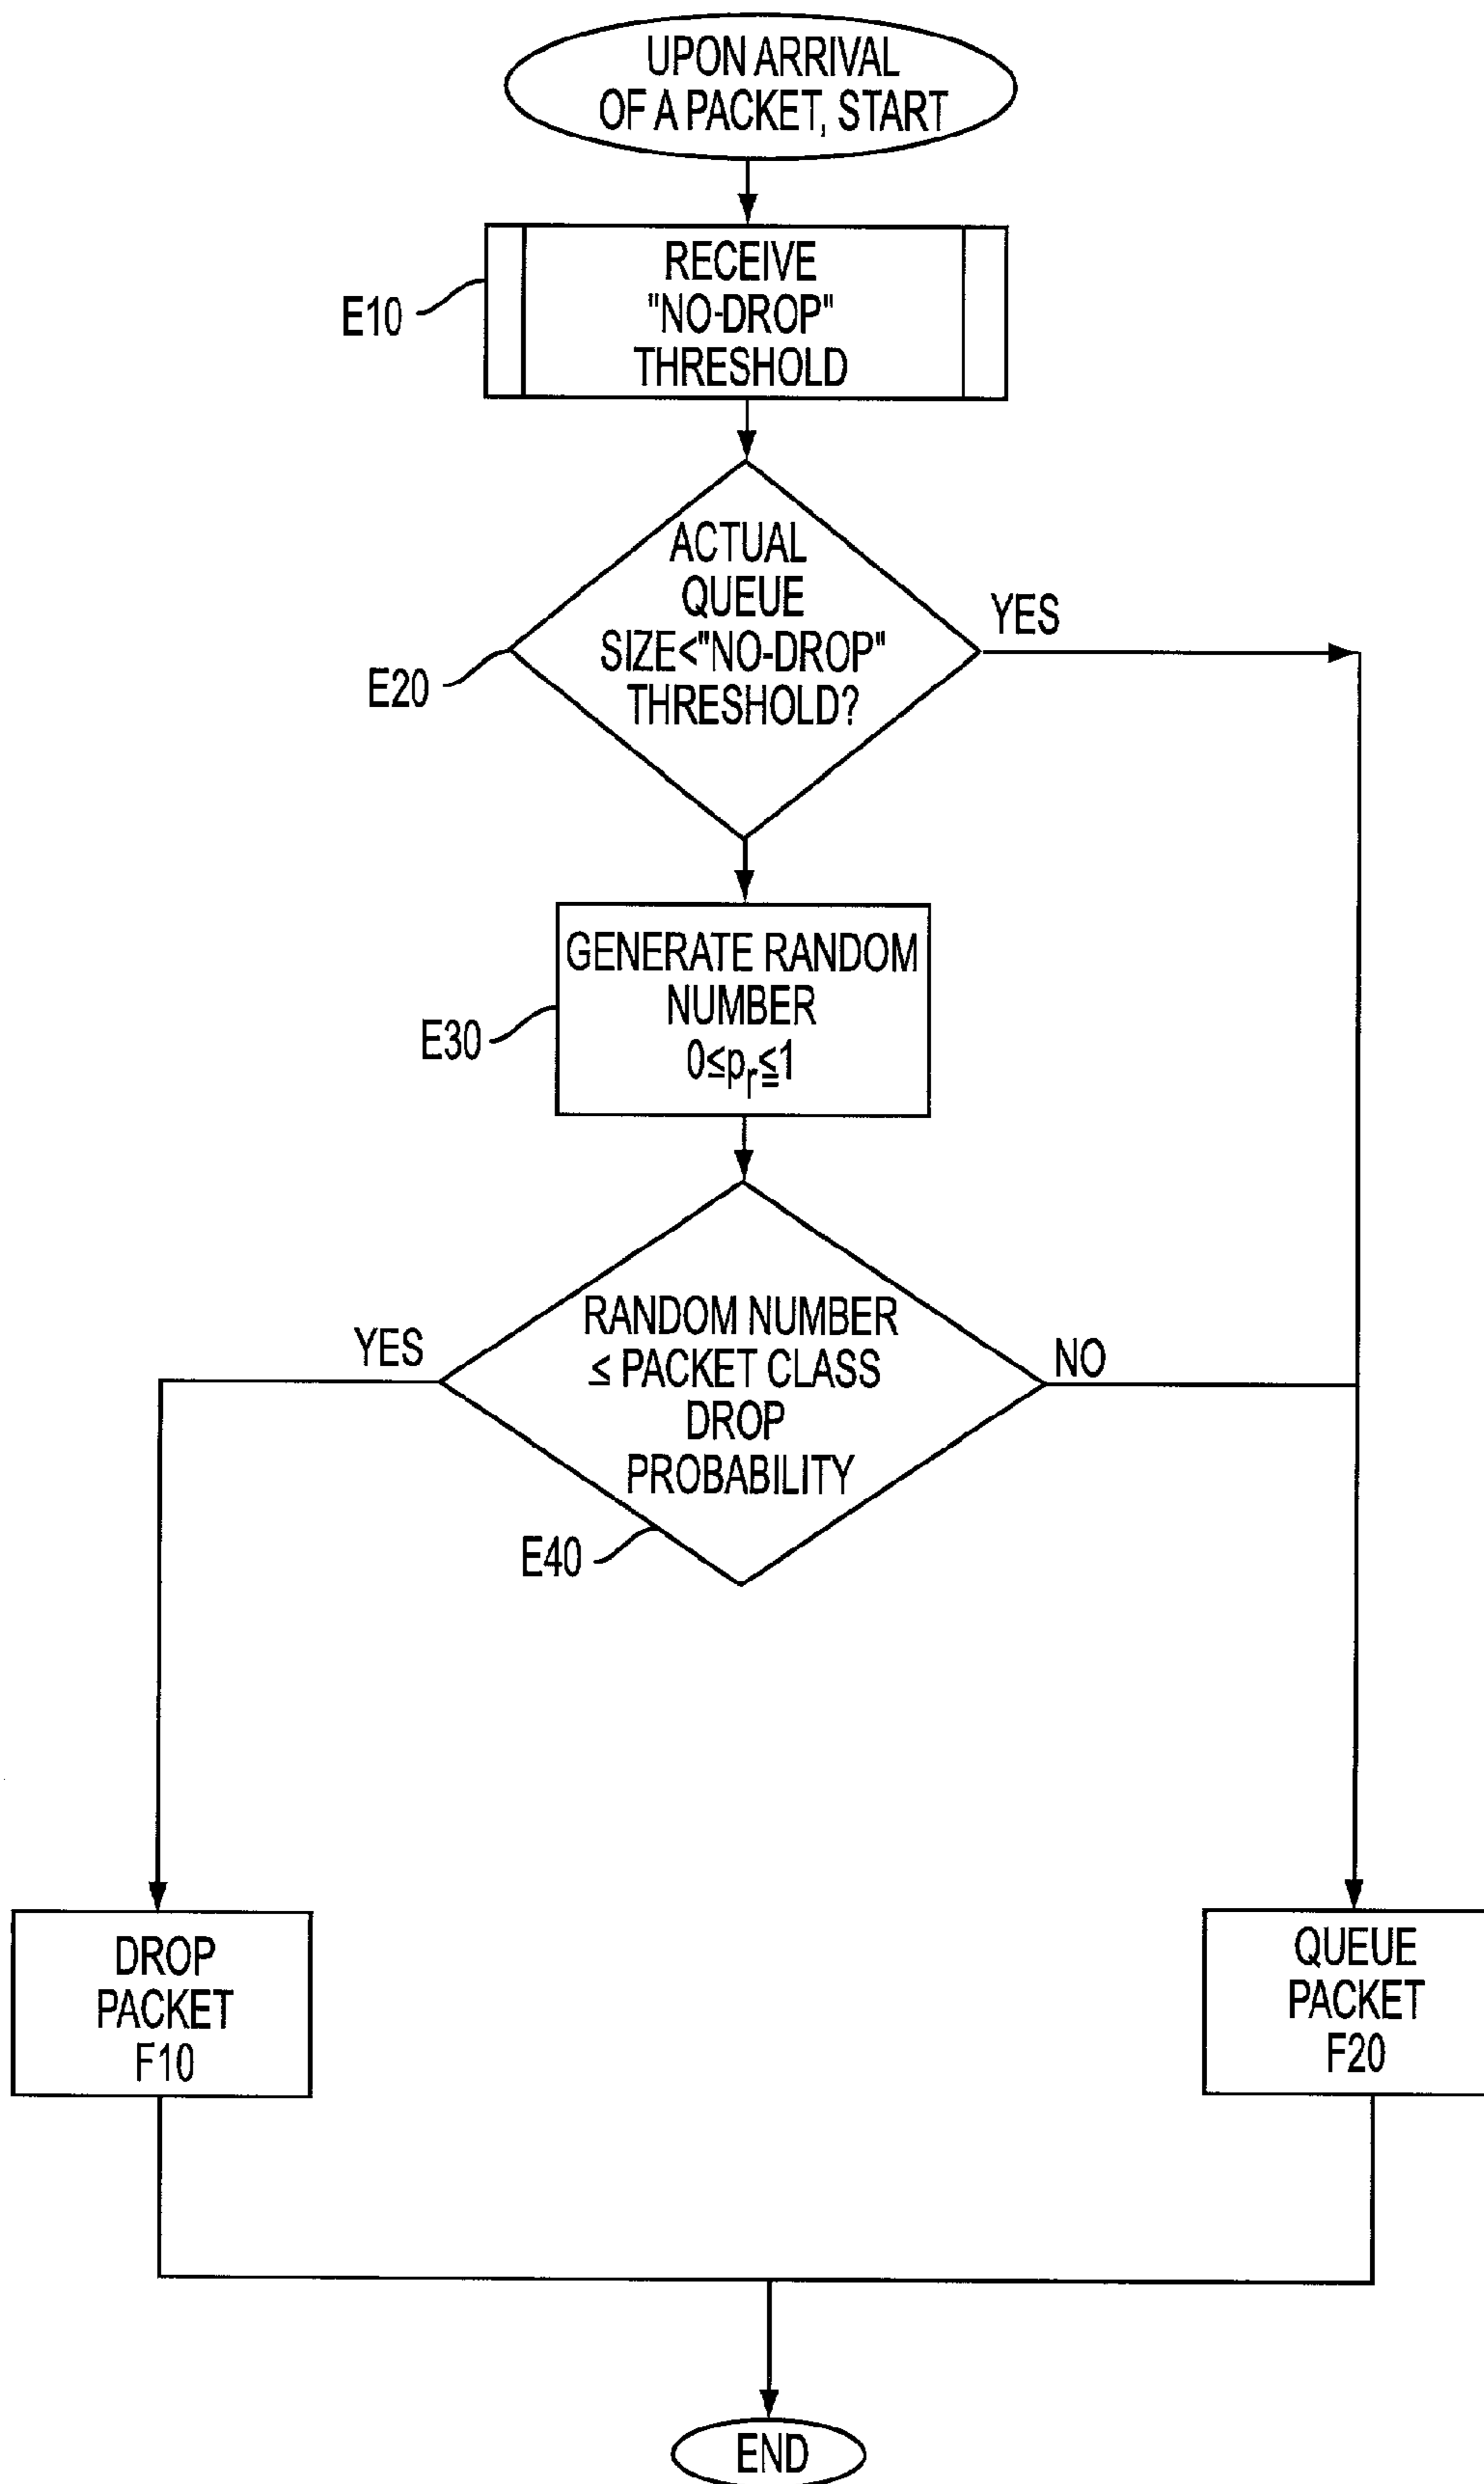 UPON ARRIVAL
OF A PACKET, START
RECEIVE
"NO-DROP"
THRESHOLD
E10
ACTUAL
QUEUE
SIZE<"NO-DROP"
THRESHOLD?
YES
E20
GENERATE RANDOM
NUMBER
0≤pr≦1
E30
RANDOM NUMBER
≤ PACKET CLASS
DROP
PROBABILITY
YES
NO
E40
DROP
PACKET
F10
QUEUE
PACKET
F20
END